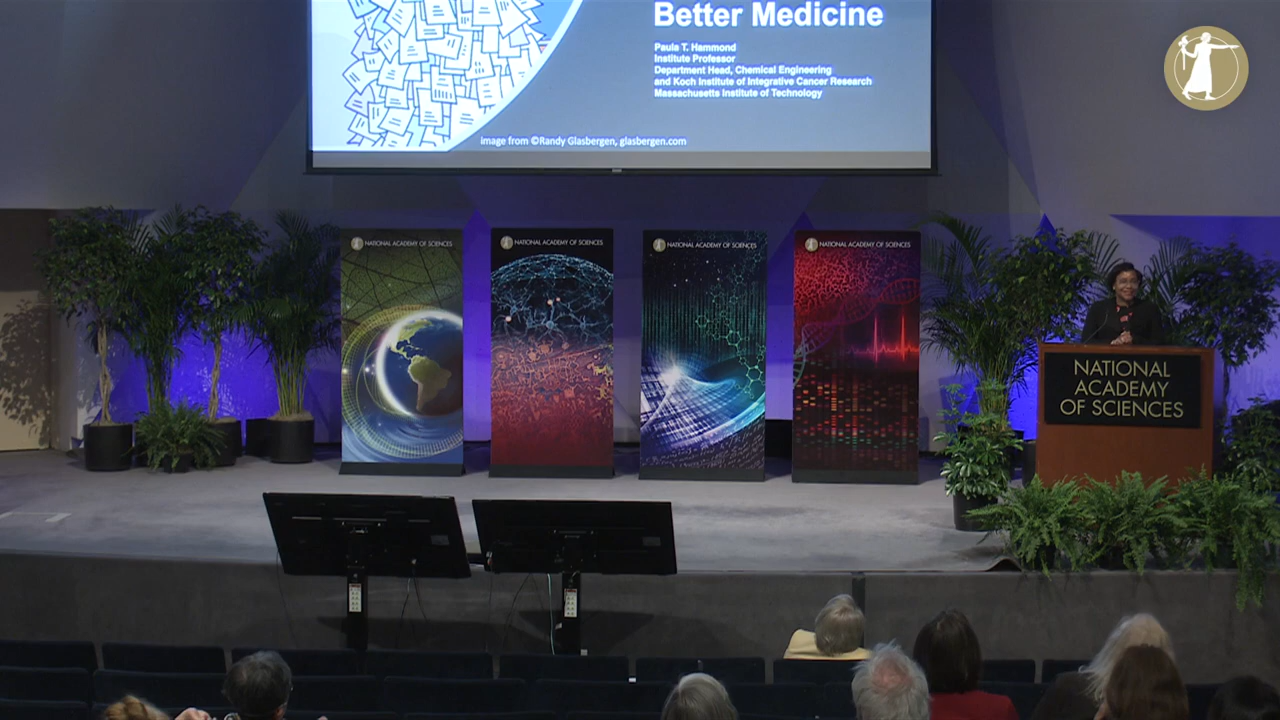 Better Medicine
Paula T. Hammond
Institute Professor
Department Head, Chemical Engineering
and Koch Institute of Integrative Cancer Research
Massachusetts Institute of Technology
image from ©Randy Glasbergen, glasbergen.com
NATIONAL ACADEMY OF SCIENCES
NATIONAL ACADEMY OF SCIENCES
NATIONAL ACADEMY OF SCIENCES
NATIONAL ACADEMY OF SCIENCES
NATIONAL
ACADEMY
OF SCIENCES